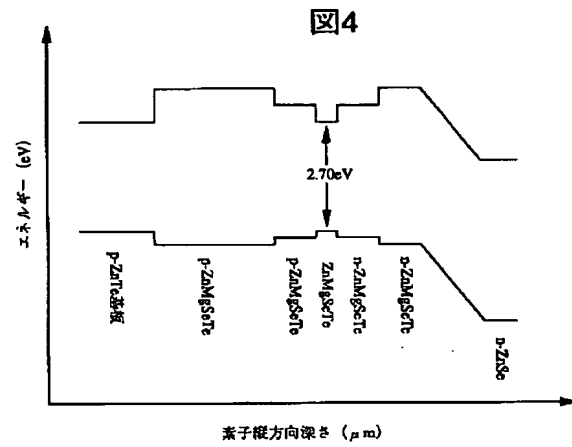 図4
エネルギー (eV)
2.70eV
p-ZnTe基板
p-ZnMgSeTe
p-ZnMgSeTe
ZnMgSeTe
n-ZnMgSeTe
n-ZnMgSeTe
n-ZnSe
素子縦方向深さ (μm)